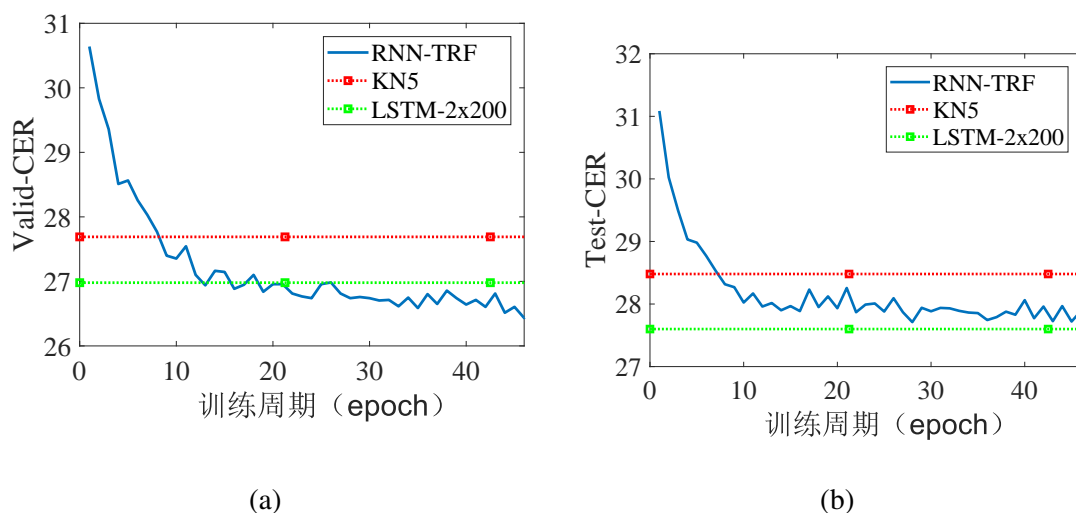 31
30
29
28
27
26
Valid-CER
0
10
20
30
40
训练周期（epoch）
RNN-TRF
KN5
LSTM-2x200
(a)
32
31
30
29
28
27
Test-CER
0
10
20
30
40
训练周期（epoch）
RNN-TRF
KN5
LSTM-2x200
(b)